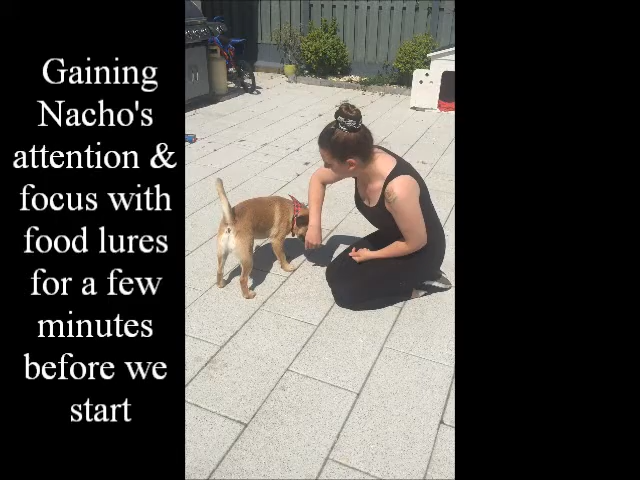 Gaining
Nacho's
attention &
focus with
food lures
for a few
minutes
before we
start